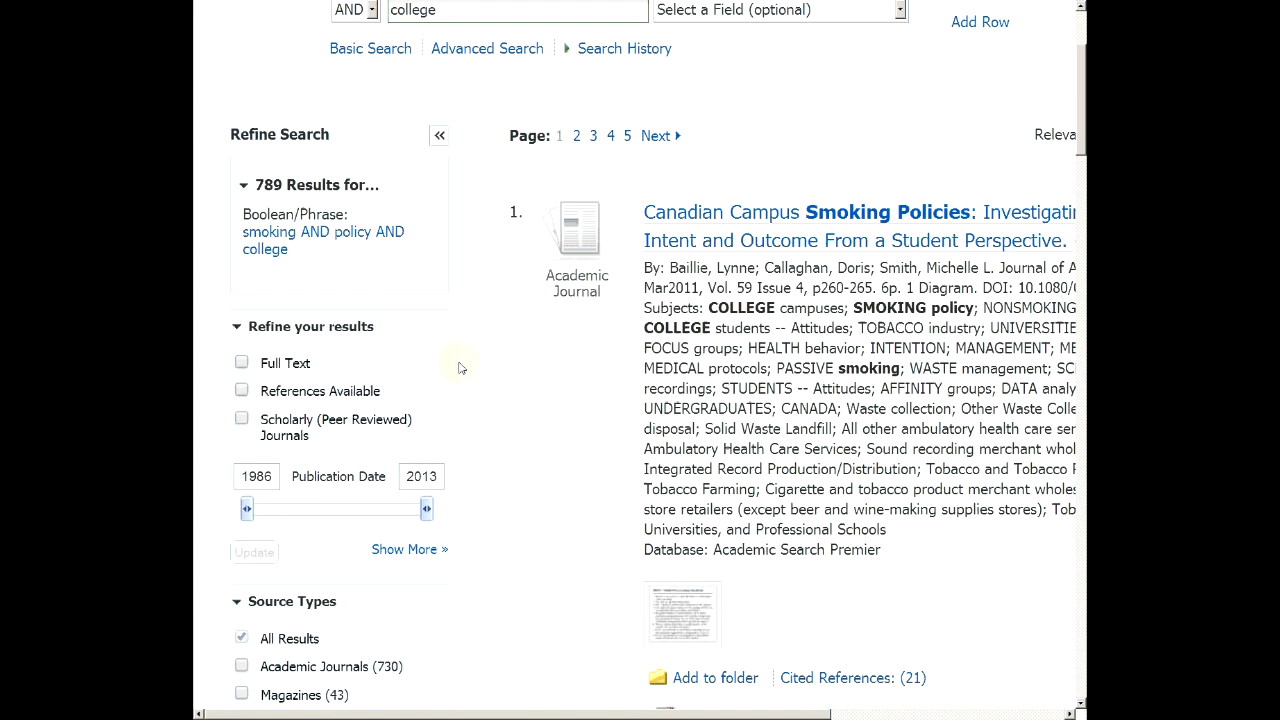 AND college Select a Field (optional) Add Row
Basic Search Advanced Search Search History
Refine Search «
789 Results for...
Boolean/Phrase:
smoking AND policy AND
college
Refine your results
Full Text
References Available
Scholarly (Peer Reviewed)
Journals
1986 Publication Date 2013
Update Show More »
Source Types
All Results
Academic Journals (730)
Magazines (43)
Page: 1 2 3 4 5 Next
1.
Academic
Journal
Canadian Campus Smoking Policies: Investigatin
Intent and Outcome From a Student Perspective.
By: Baillie, Lynne; Callaghan, Doris; Smith, Michelle L. Journal of A
Mar2011, Vol. 59 Issue 4, p260-265. 6p. 1 Diagram. DOI: 10.1080/
Subjects: COLLEGE campuses; SMOKING policy; NONSMOKING
COLLEGE students -- Attitudes; TOBACCO industry; UNIVERSITIE
FOCUS groups; HEALTH behavior; INTENTION; MANAGEMENT; ME
MEDICAL protocols; PASSIVE smoking; WASTE management; SC
recordings; STUDENTS -- Attitudes; AFFINITY groups; DATA analy
UNDERGRADUATES; CANADA; Waste collection; Other Waste Colle
disposal; Solid Waste Landfill; All other ambulatory health care ser
Ambulatory Health Care Services; Sound recording merchant whol
Integrated Record Production/Distribution; Tobacco and Tobacco P
Tobacco Farming; Cigarette and tobacco product merchant wholes
store retailers (except beer and wine-making supplies stores); Tob
Universities, and Professional Schools
Database: Academic Search Premier
Add to folder Cited References: (21)
Releva